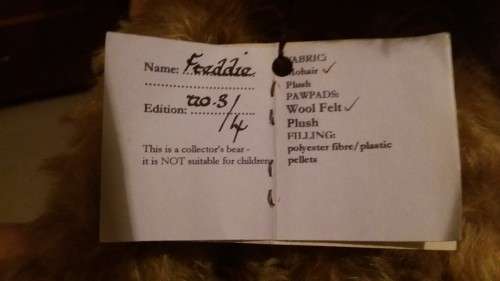 Name: Freddie
Edition: no. 3/4
This is a collector's bear -
it is NOT suitable for children
FABRICS
Mohair ✓
Plush
PAWPADS:
Wool Felt ✓
Plush
FILLING:
polyester fibre/plastic
pellets